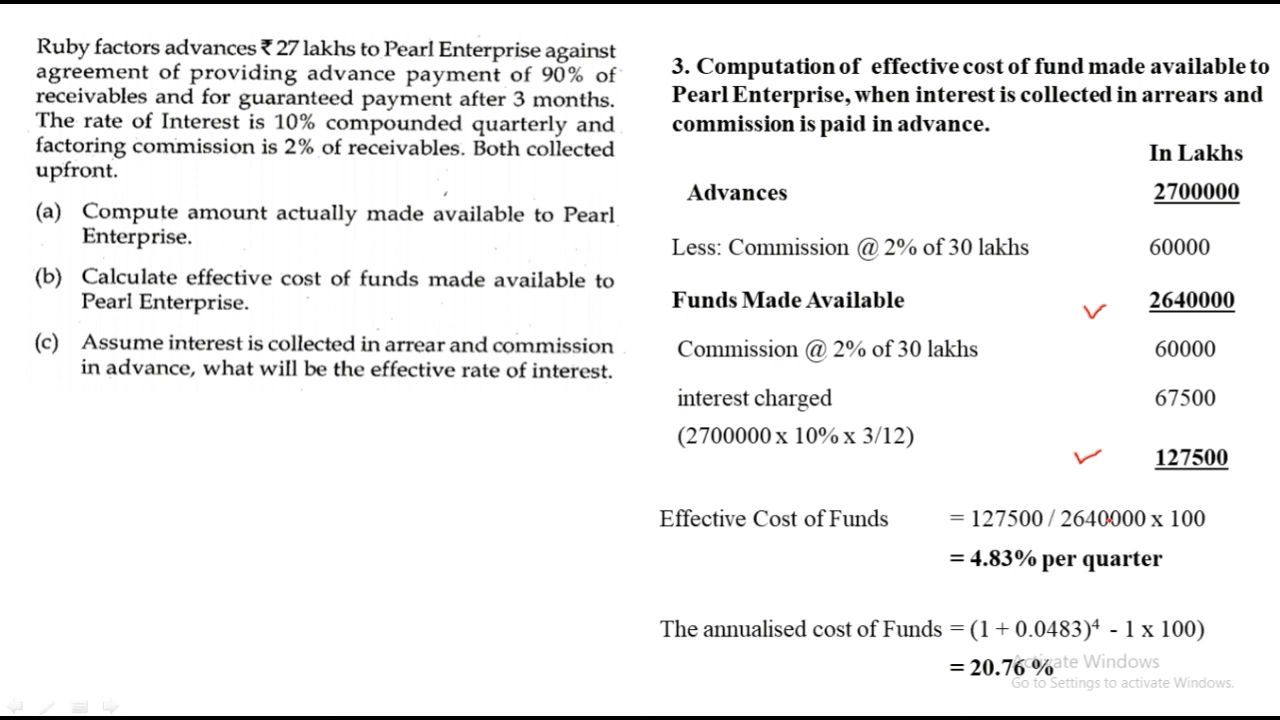 Ruby factors advances ₹ 27 lakhs to Pearl Enterprise against
agreement of providing advance payment of 90% of
receivables and for guaranteed payment after 3 months.
The rate of Interest is 10% compounded quarterly and
factoring commission is 2% of receivables. Both collected
upfront.
(a) Compute amount actually made available to Pearl
Enterprise.
(b) Calculate effective cost of funds made available to
Pearl Enterprise.
(c) Assume interest is collected in arrear and commission
in advance, what will be the effective rate of interest.
3. Computation of effective cost of fund made available to
Pearl Enterprise, when interest is collected in arrears and
commission is paid in advance.
In Lakhs
Advances 2700000
Less: Commission @ 2% of 30 lakhs 60000
Funds Made Available 2640000
Commission @ 2% of 30 lakhs 60000
interest charged 67500
(2700000 x 10% x 3/12)
127500
Effective Cost of Funds = 127500 / 2640000 x 100
= 4.83% per quarter
The annualised cost of Funds = (1 + 0.0483)⁴ - 1 x 100)
= 20.76 %
Activate Windows
Go to Settings to activate Windows.